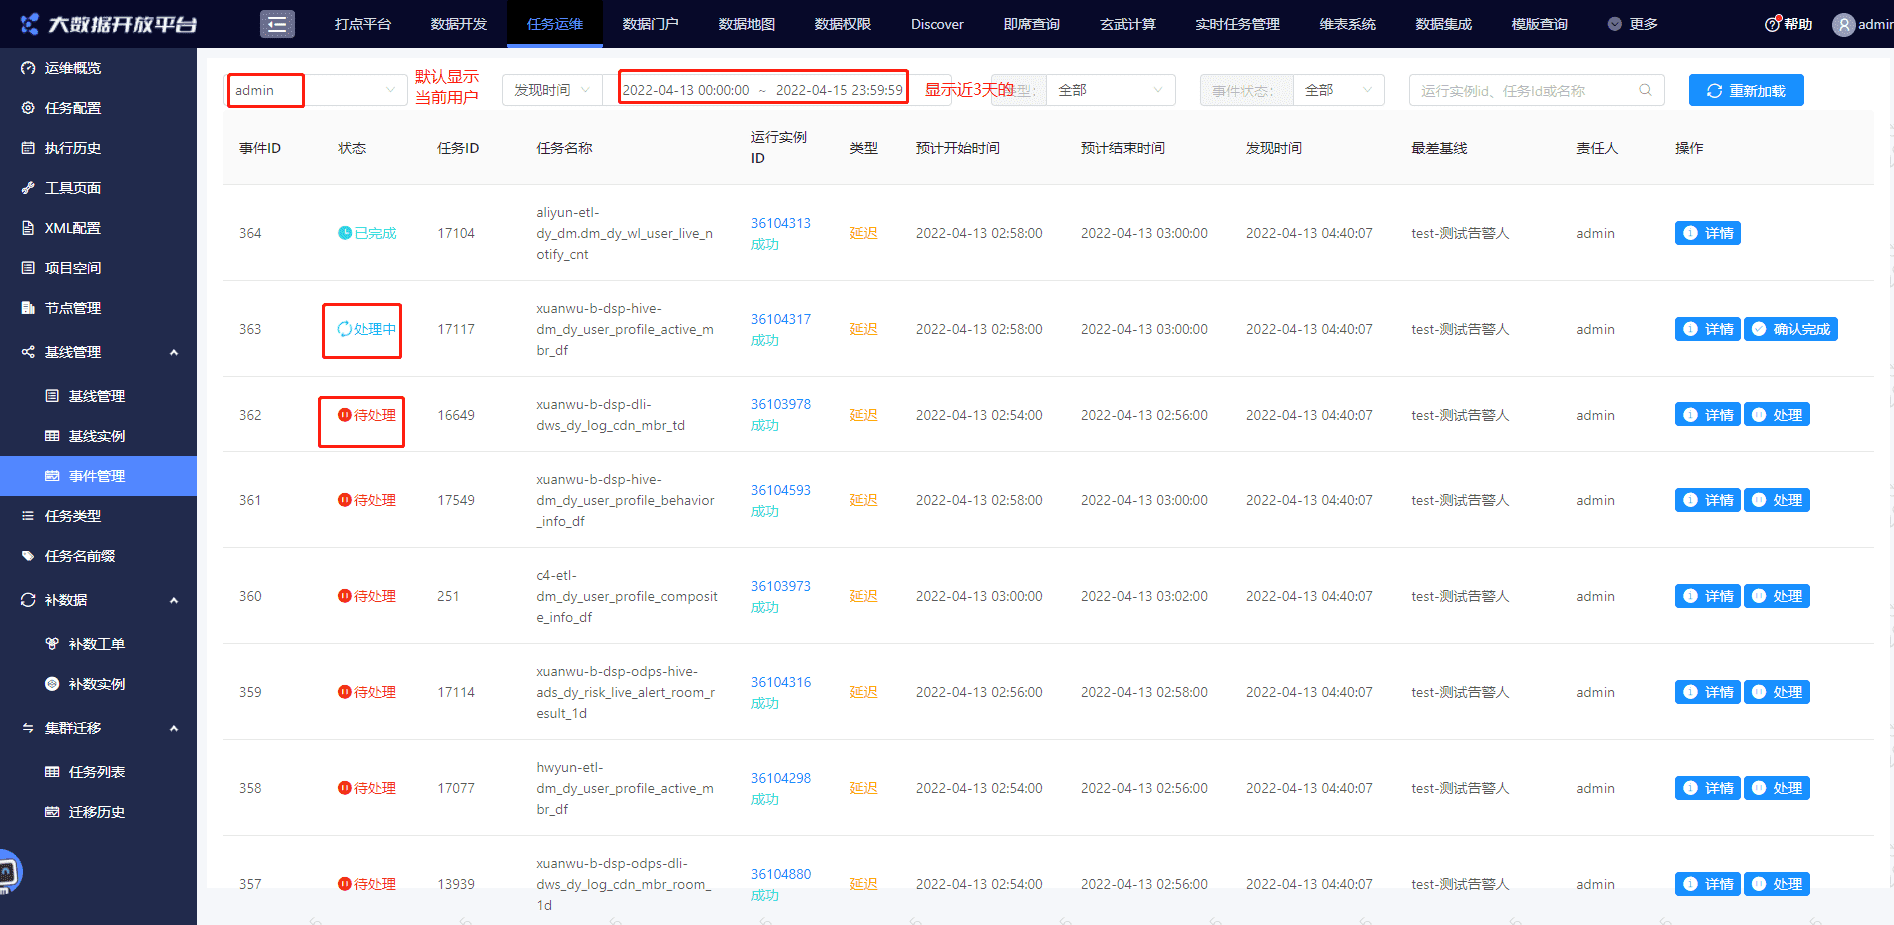 大数据开放平台
打点平台
数据开发
任务运维
数据门户
数据地图
数据权限
Discover
即席查询
玄武计算
实时任务管理
维表系统
数据集成
模版查询
更多
帮助
admin
运维概览
任务配置
执行历史
工具页面
XML配置
项目空间
节点管理
基线管理
基线管理
基线实例
事件管理
任务类型
任务名前缀
补数据
补数工单
补数实例
集群迁移
任务列表
迁移历史
admin
默认显示
当前用户
发现时间
2022-04-13 00:00:00 ~ 2022-04-15 23:59:59
显示近3天的
类型:
全部
事件状态:
全部
运行实例id、任务Id或名称
重新加载
事件ID
状态
任务ID
任务名称
运行实例
ID
类型
预计开始时间
预计结束时间
发现时间
最差基线
责任人
操作
364
已完成
17104
aliyun-etl-
dy_dm.dm_dy_wl_user_live_n
otify_cnt
36104313
成功
延迟
2022-04-13 02:58:00
2022-04-13 03:00:00
2022-04-13 04:40:07
test-测试告警人
admin
详情
363
处理中
17117
xuanwu-b-dsp-hive-
dm_dy_user_profile_active_m
br_df
36104317
成功
延迟
2022-04-13 02:58:00
2022-04-13 03:00:00
2022-04-13 04:40:07
test-测试告警人
admin
详情
确认完成
362
待处理
16649
xuanwu-b-dsp-dli-
dws_dy_log_cdn_mbr_td
36103978
成功
延迟
2022-04-13 02:54:00
2022-04-13 02:56:00
2022-04-13 04:40:07
test-测试告警人
admin
详情
处理
361
待处理
17549
xuanwu-b-dsp-hive-
dm_dy_user_profile_behavior
_info_df
36104593
成功
延迟
2022-04-13 02:58:00
2022-04-13 03:00:00
2022-04-13 04:40:07
test-测试告警人
admin
详情
处理
360
待处理
251
c4-etl-
dm_dy_user_profile_composit
e_info_df
36103973
成功
延迟
2022-04-13 03:00:00
2022-04-13 03:02:00
2022-04-13 04:40:07
test-测试告警人
admin
详情
处理
359
待处理
17114
xuanwu-b-dsp-odps-hive-
ads_dy_risk_live_alert_room_r
esult_1d
36104316
成功
延迟
2022-04-13 02:56:00
2022-04-13 02:58:00
2022-04-13 04:40:07
test-测试告警人
admin
详情
处理
358
待处理
17077
hwyun-etl-
dm_dy_user_profile_active_m
br_df
36104298
成功
延迟
2022-04-13 02:54:00
2022-04-13 02:56:00
2022-04-13 04:40:07
test-测试告警人
admin
详情
处理
357
待处理
13939
xuanwu-b-dsp-odps-dli-
dws_dy_log_cdn_mbr_room_
1d
36104880
成功
延迟
2022-04-13 02:54:00
2022-04-13 02:56:00
2022-04-13 04:40:07
test-测试告警人
admin
详情
处理